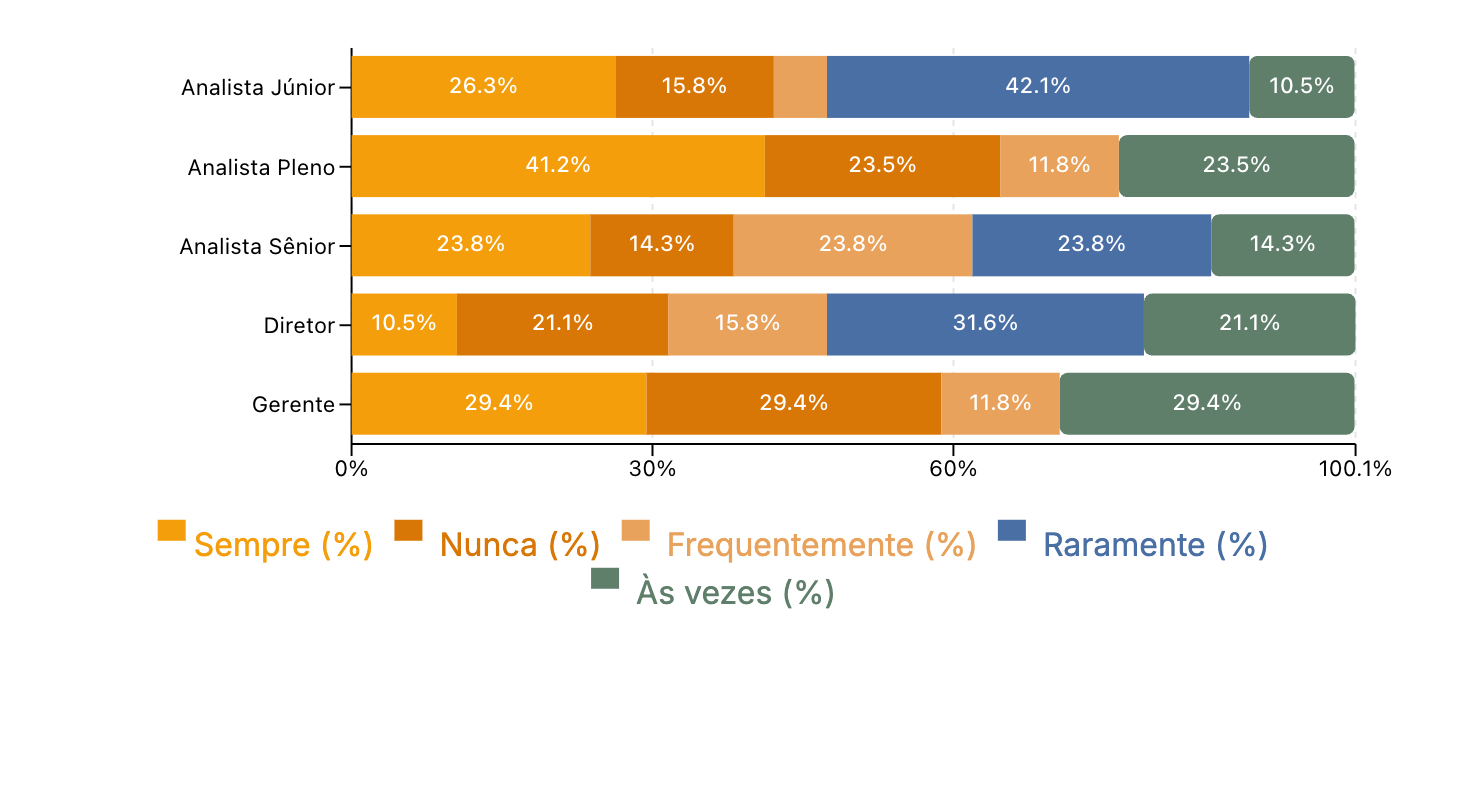 Analista Júnior 26.3% 15.8% 42.1% 10.5%
Analista Pleno 41.2% 23.5% 11.8% 23.5%
Analista Sênior 23.8% 14.3% 23.8% 23.8% 14.3%
Diretor 10.5% 21.1% 15.8% 31.6% 21.1%
Gerente 29.4% 29.4% 11.8% 29.4%
0% 30% 60% 100.1%
Sempre (%) Nunca (%) Frequentemente (%) Raramente (%)
Às vezes (%)